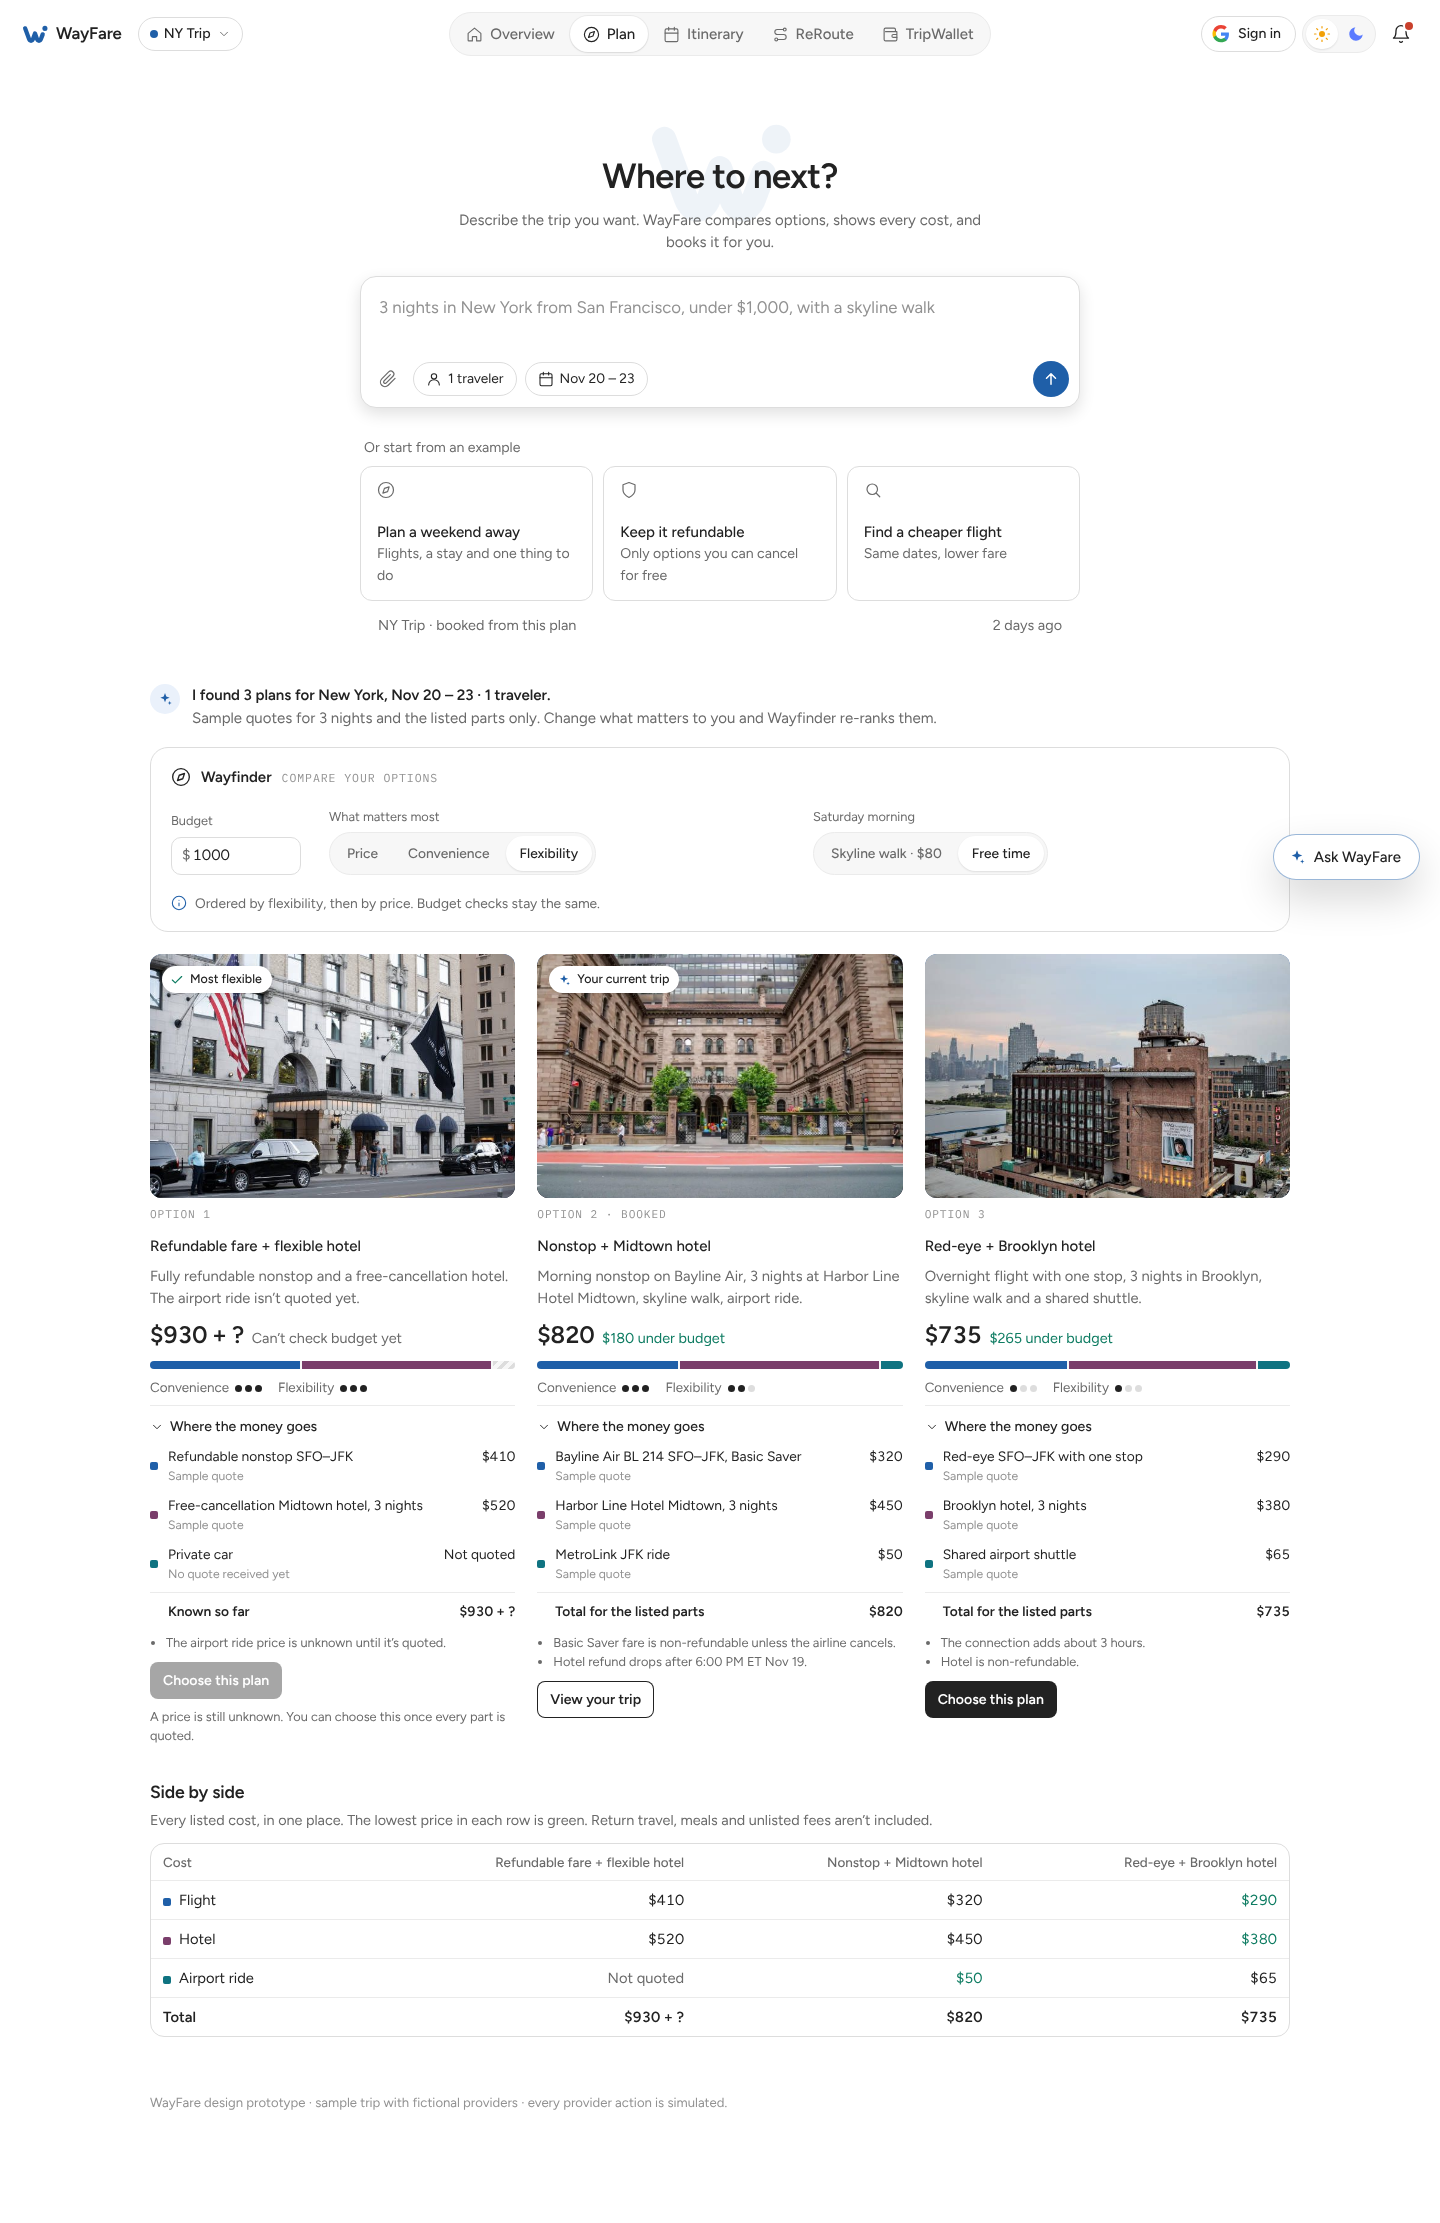 WayFare
NY Trip
Overview
Plan
Itinerary
ReRoute
TripWallet
Sign in
Where to next?
Describe the trip you want. WayFare compares options, shows every cost, and
books it for you.
3 nights in New York from San Francisco, under $1,000, with a skyline walk
1 traveler
Nov 20 – 23
Or start from an example
Plan a weekend away
Flights, a stay and one thing to
do
Keep it refundable
Only options you can cancel
for free
Find a cheaper flight
Same dates, lower fare
NY Trip · booked from this plan
2 days ago
I found 3 plans for New York, Nov 20 – 23 · 1 traveler.
Sample quotes for 3 nights and the listed parts only. Change what matters to you and Wayfinder re-ranks them.
Wayfinder COMPARE YOUR OPTIONS
Budget
$ 1000
What matters most
Price
Convenience
Flexibility
Saturday morning
Skyline walk · $80
Free time
Ordered by flexibility, then by price. Budget checks stay the same.
Ask WayFare
Most flexible
OPTION 1
Refundable fare + flexible hotel
Fully refundable nonstop and a free-cancellation hotel.
The airport ride isn't quoted yet.
$930 + ? Can't check budget yet
Convenience
Flexibility
Where the money goes
Refundable nonstop SFO–JFK $410
Sample quote
Free-cancellation Midtown hotel, 3 nights $520
Sample quote
Private car Not quoted
No quote received yet
Known so far $930 + ?
• The airport ride price is unknown until it's quoted.
Choose this plan
A price is still unknown. You can choose this once every part is
quoted.
Your current trip
OPTION 2 · BOOKED
Nonstop + Midtown hotel
Morning nonstop on Bayline Air, 3 nights at Harbor Line
Hotel Midtown, skyline walk, airport ride.
$820 $180 under budget
Convenience
Flexibility
Where the money goes
Bayline Air BL 214 SFO–JFK, Basic Saver $320
Sample quote
Harbor Line Hotel Midtown, 3 nights $450
Sample quote
MetroLink JFK ride $50
Sample quote
Total for the listed parts $820
• Basic Saver fare is non-refundable unless the airline cancels.
• Hotel refund drops after 6:00 PM ET Nov 19.
View your trip
OPTION 3
Red-eye + Brooklyn hotel
Overnight flight with one stop, 3 nights in Brooklyn,
skyline walk and a shared shuttle.
$735 $265 under budget
Convenience
Flexibility
Where the money goes
Red-eye SFO–JFK with one stop $290
Sample quote
Brooklyn hotel, 3 nights $380
Sample quote
Shared airport shuttle $65
Sample quote
Total for the listed parts $735
• The connection adds about 3 hours.
• Hotel is non-refundable.
Choose this plan
Side by side
Every listed cost, in one place. The lowest price in each row is green. Return travel, meals and unlisted fees aren't included.
Cost Refundable fare + flexible hotel Nonstop + Midtown hotel Red-eye + Brooklyn hotel
Flight $410 $320 $290
Hotel $520 $450 $380
Airport ride Not quoted $50 $65
Total $930 + ? $820 $735
WayFare design prototype · sample trip with fictional providers · every provider action is simulated.